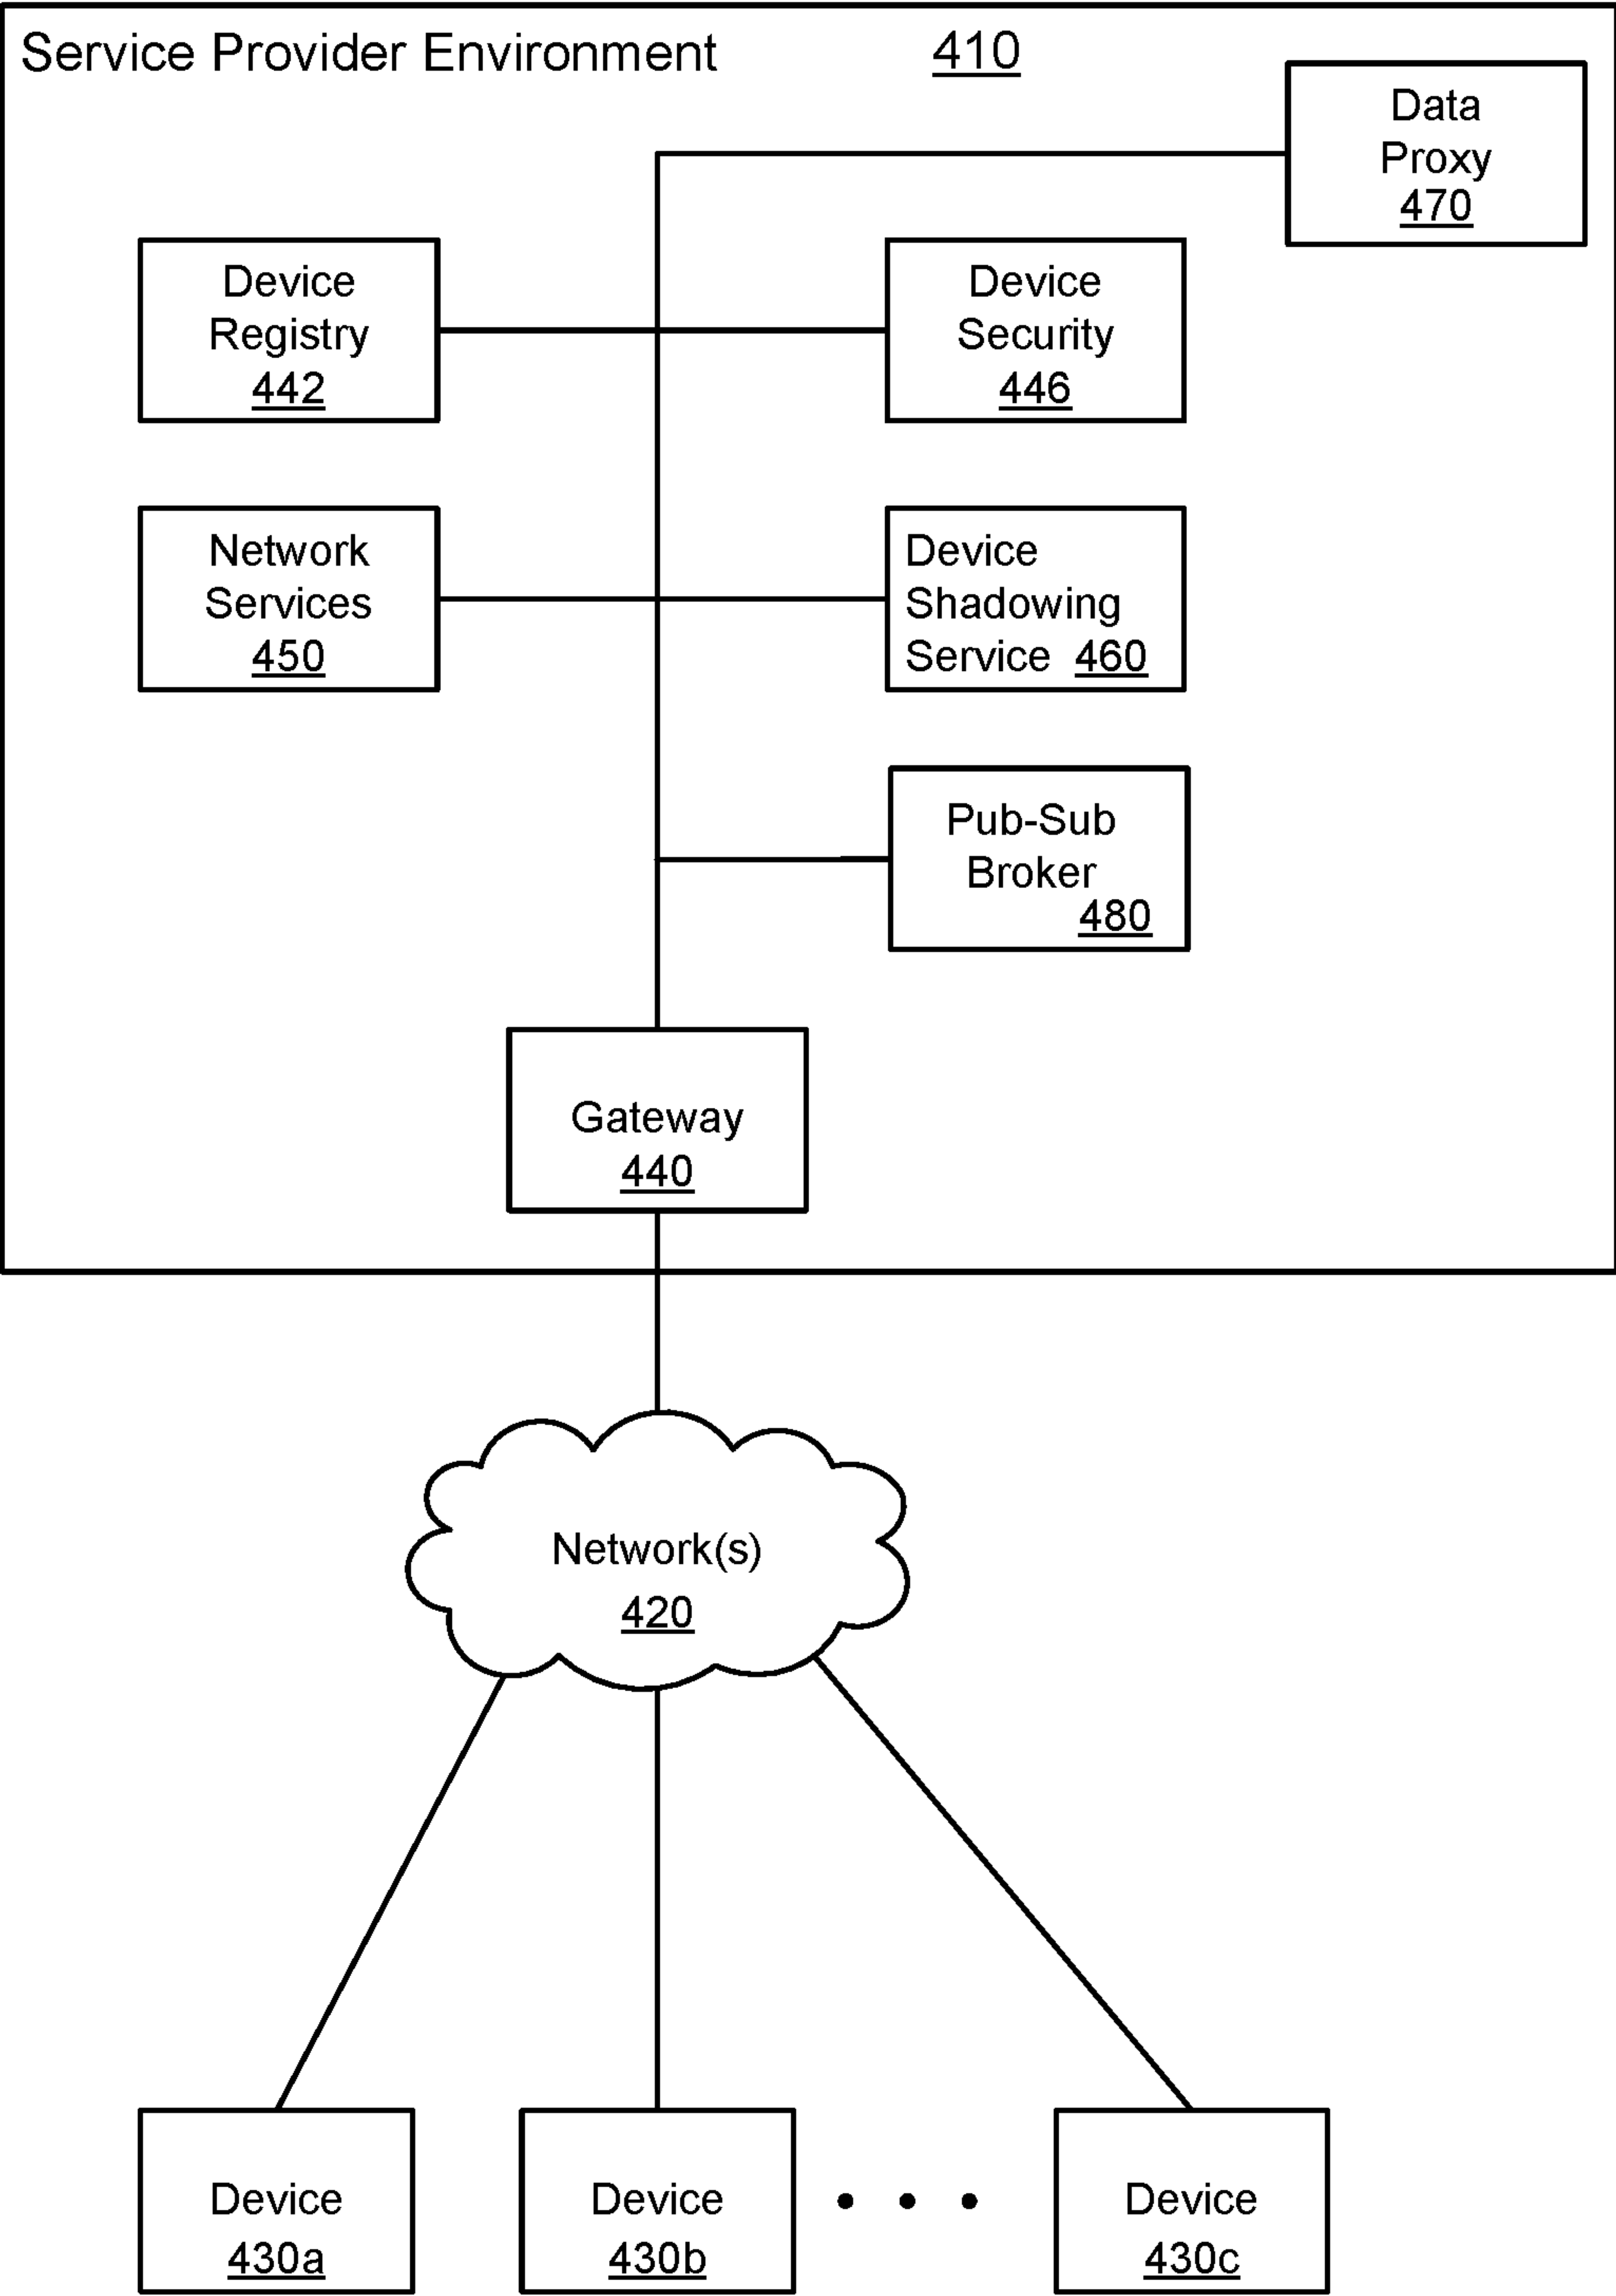 Service Provider Environment 410
Data
Proxy
470
Device
Registry
442
Device
Security
446
Network
Services
450
Device
Shadowing
Service 460
Pub-Sub
Broker
480
Gateway
440
Network(s)
420
Device
430a
Device
430b
Device
430c